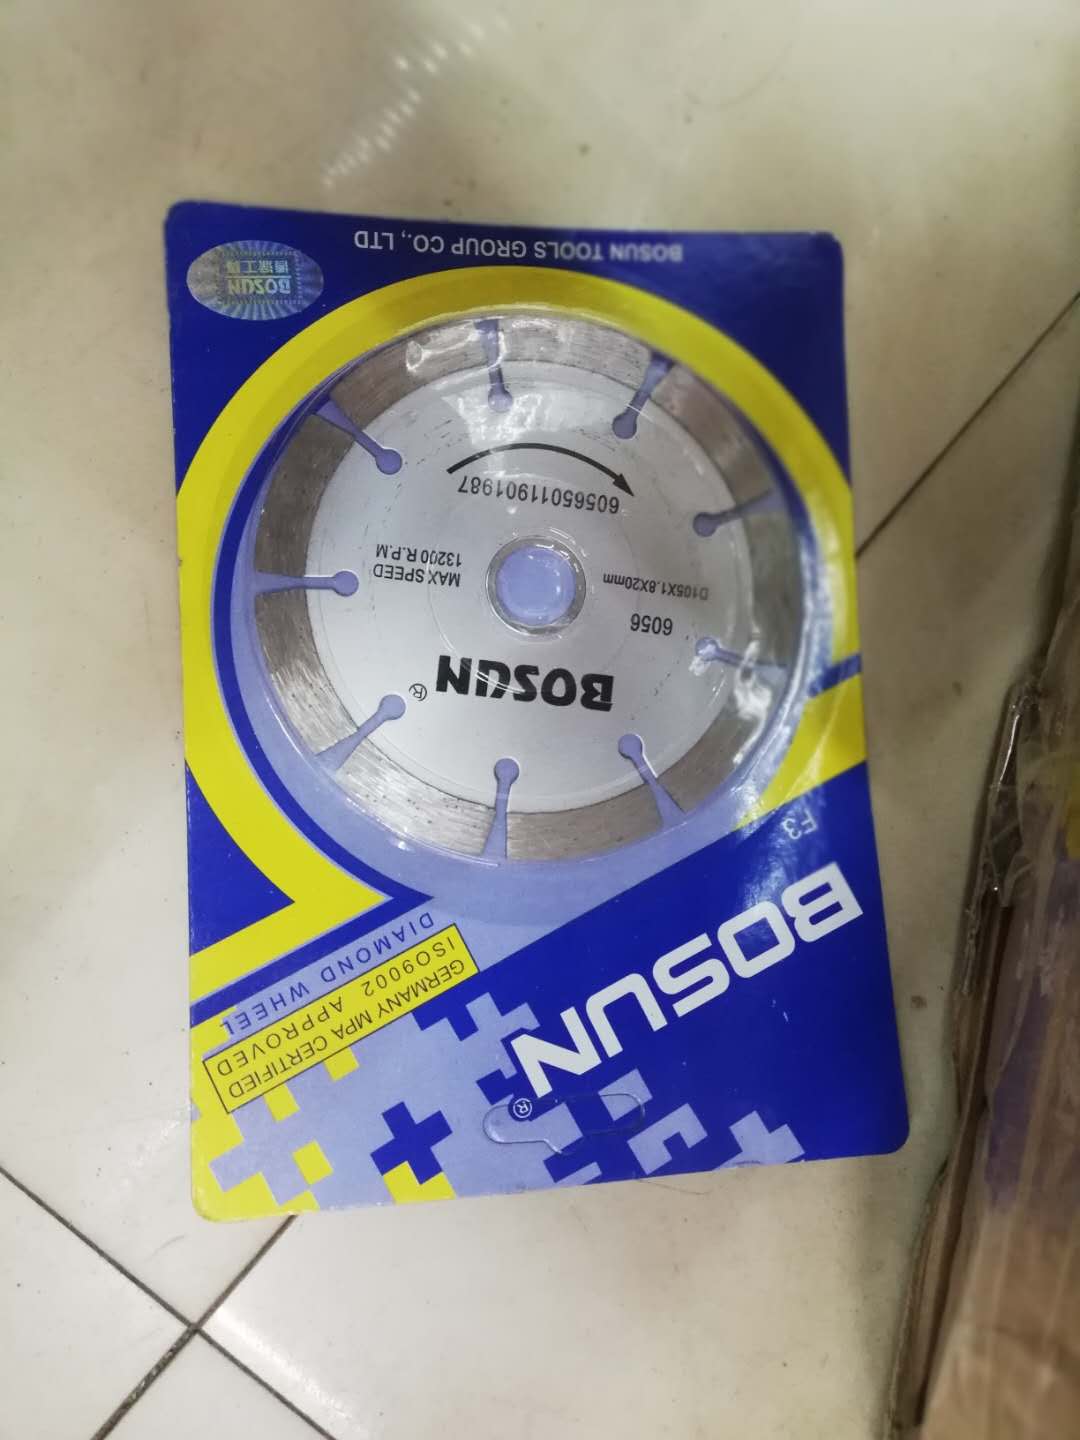 BOSUN®
GERMANY MPA CERTIFIED
ISO9002 APPROVED
DIAMOND WHEEL
F3
BOSUN®
6056
D105X1.8X20mm
MAX SPEED
13200 R.P.M
60565011901987
BOSUN
博深工具
BOSUN TOOLS GROUP CO., LTD